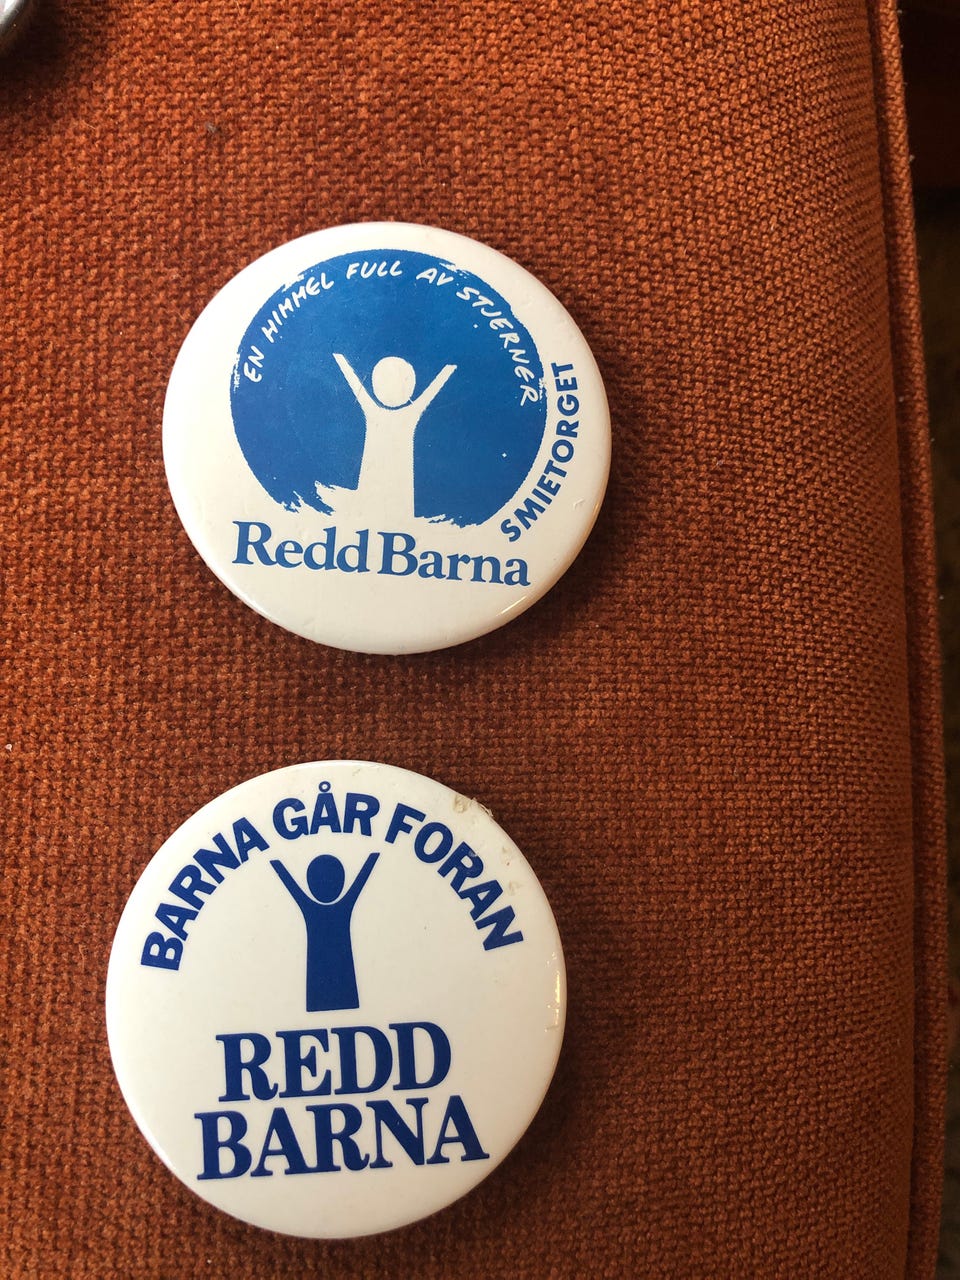 EN HIMMEL FULL AV STJERNER
SMIETORGET
Redd Barna
BARNA GÅR FORAN
REDD
BARNA